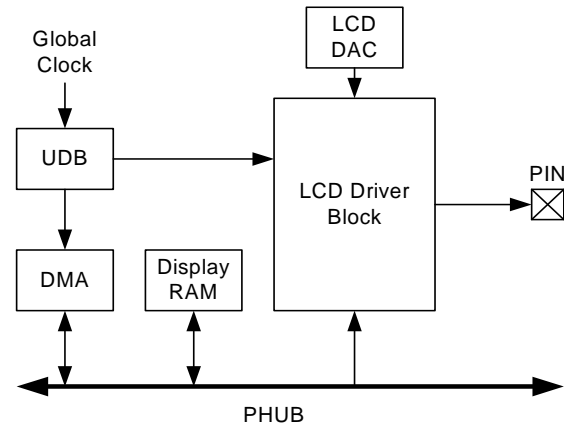 LCD
DAC
Global
Clock
UDB
LCD Driver
Block
PIN
DMA
Display
RAM
PHUB